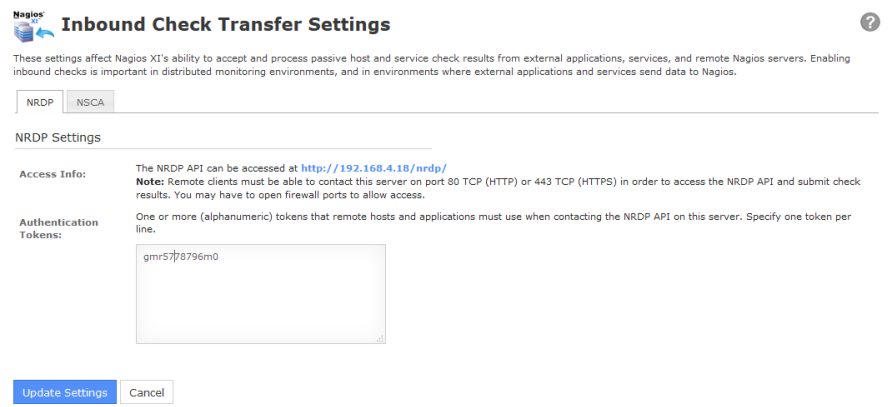 Nagios®
XI
Inbound Check Transfer Settings
?
These settings affect Nagios XI's ability to accept and process passive host and service check results from external applications, services, and remote Nagios servers. Enabling
inbound checks is important in distributed monitoring environments, and in environments where external applications and services send data to Nagios.
NRDP NSCA
NRDP Settings
Access Info:
The NRDP API can be accessed at http://192.168.4.18/nrdp/
Note: Remote clients must be able to contact this server on port 80 TCP (HTTP) or 443 TCP (HTTPS) in order to access the NRDP API and submit check
results. You may have to open firewall ports to allow access.
Authentication
Tokens:
One or more (alphanumeric) tokens that remote hosts and applications must use when contacting the NRDP API on this server. Specify one token per
line.
gmr5778796m0
Update Settings Cancel